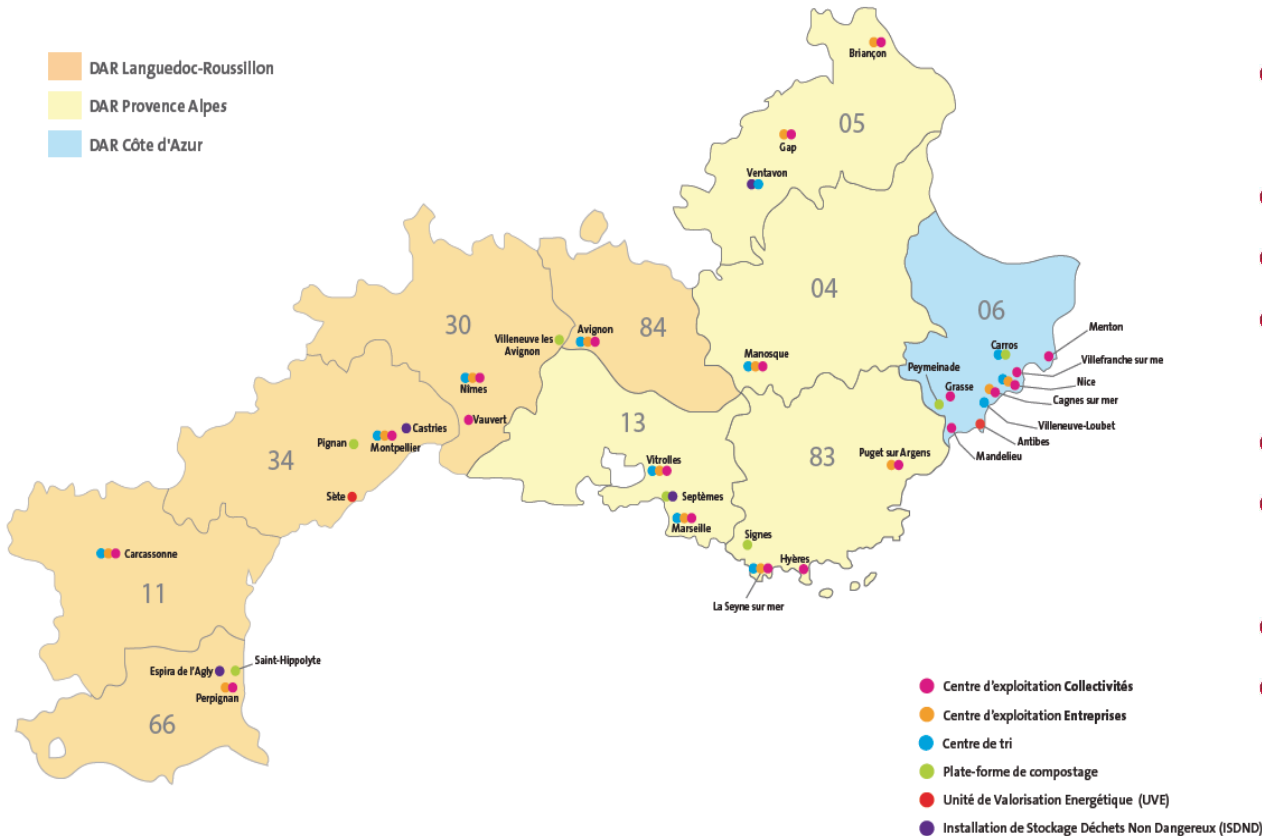 DAR Languedoc-Roussillon
DAR Provence Alpes
DAR Côte d'Azur
Briançon
05
Gap
Ventavon
04
06
30
84
Villeneuve les
Avignon
Avignon
Manosque
Carros
Menton
Villefranche sur me
Peymeinade
Grasse
Nice
Cagnes sur mer
Nîmes
Vauvert
Villeneuve-Loubet
Castries
Montpellier
Pignan
13
Antibes
Mandelieu
34
83
Puget sur Argens
Vitrolles
Sète
Septèmes
Marseille
Signes
Carcassonne
Hyères
11
La Seyne sur mer
Espira de l'Agly
Saint-Hippolyte
Perpignan
66
Centre d'exploitation Collectivités
Centre d'exploitation Entreprises
Centre de tri
Plate-forme de compostage
Unité de Valorisation Energétique (UVE)
Installation de Stockage Déchets Non Dangereux (ISDND)